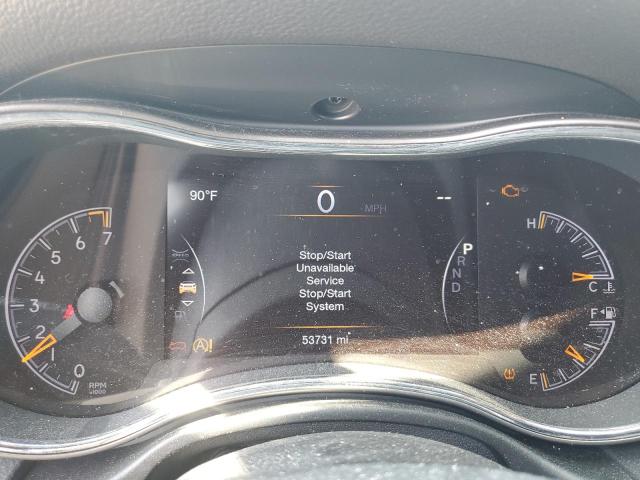 90°F
0 MPH
--
Stop/Start
Unavailable
Service
Stop/Start
System
53731 mi
P
R
N
D
7
6
5
4
3
2
1
0
RPM
x1000
H
C
F
E
A